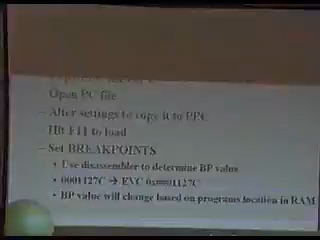 Open PC file
– Alter settings to copy it to PPC
– Hit F11 to load
– Set BREAKPOINTS
• Use disassembler to determine BP value
• 0001127C → EVC 0x0001127C
• BP value will change based on programs location in RAM